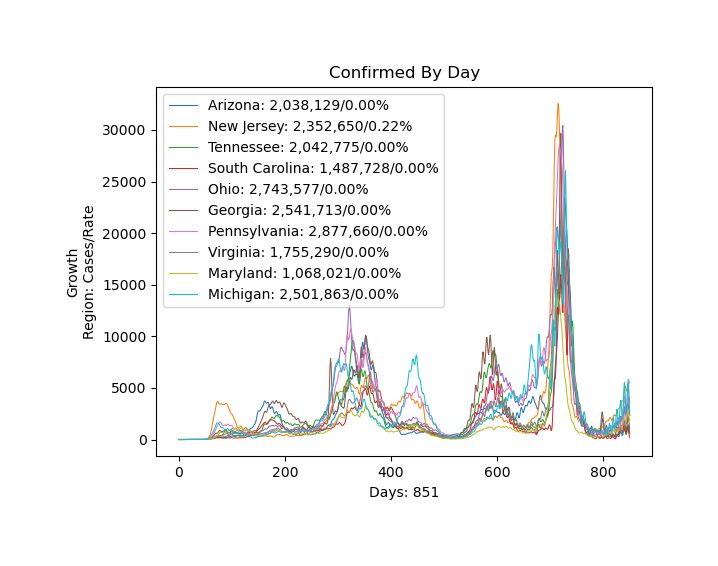 Confirmed By Day
Arizona: 2,038,129/0.00%
New Jersey: 2,352,650/0.22%
Tennessee: 2,042,775/0.00%
South Carolina: 1,487,728/0.00%
Ohio: 2,743,577/0.00%
Georgia: 2,541,713/0.00%
Pennsylvania: 2,877,660/0.00%
Virginia: 1,755,290/0.00%
Maryland: 1,068,021/0.00%
Michigan: 2,501,863/0.00%
Growth
Region: Cases/Rate
30000
25000
20000
15000
10000
5000
0
0 200 400 600 800
Days: 851